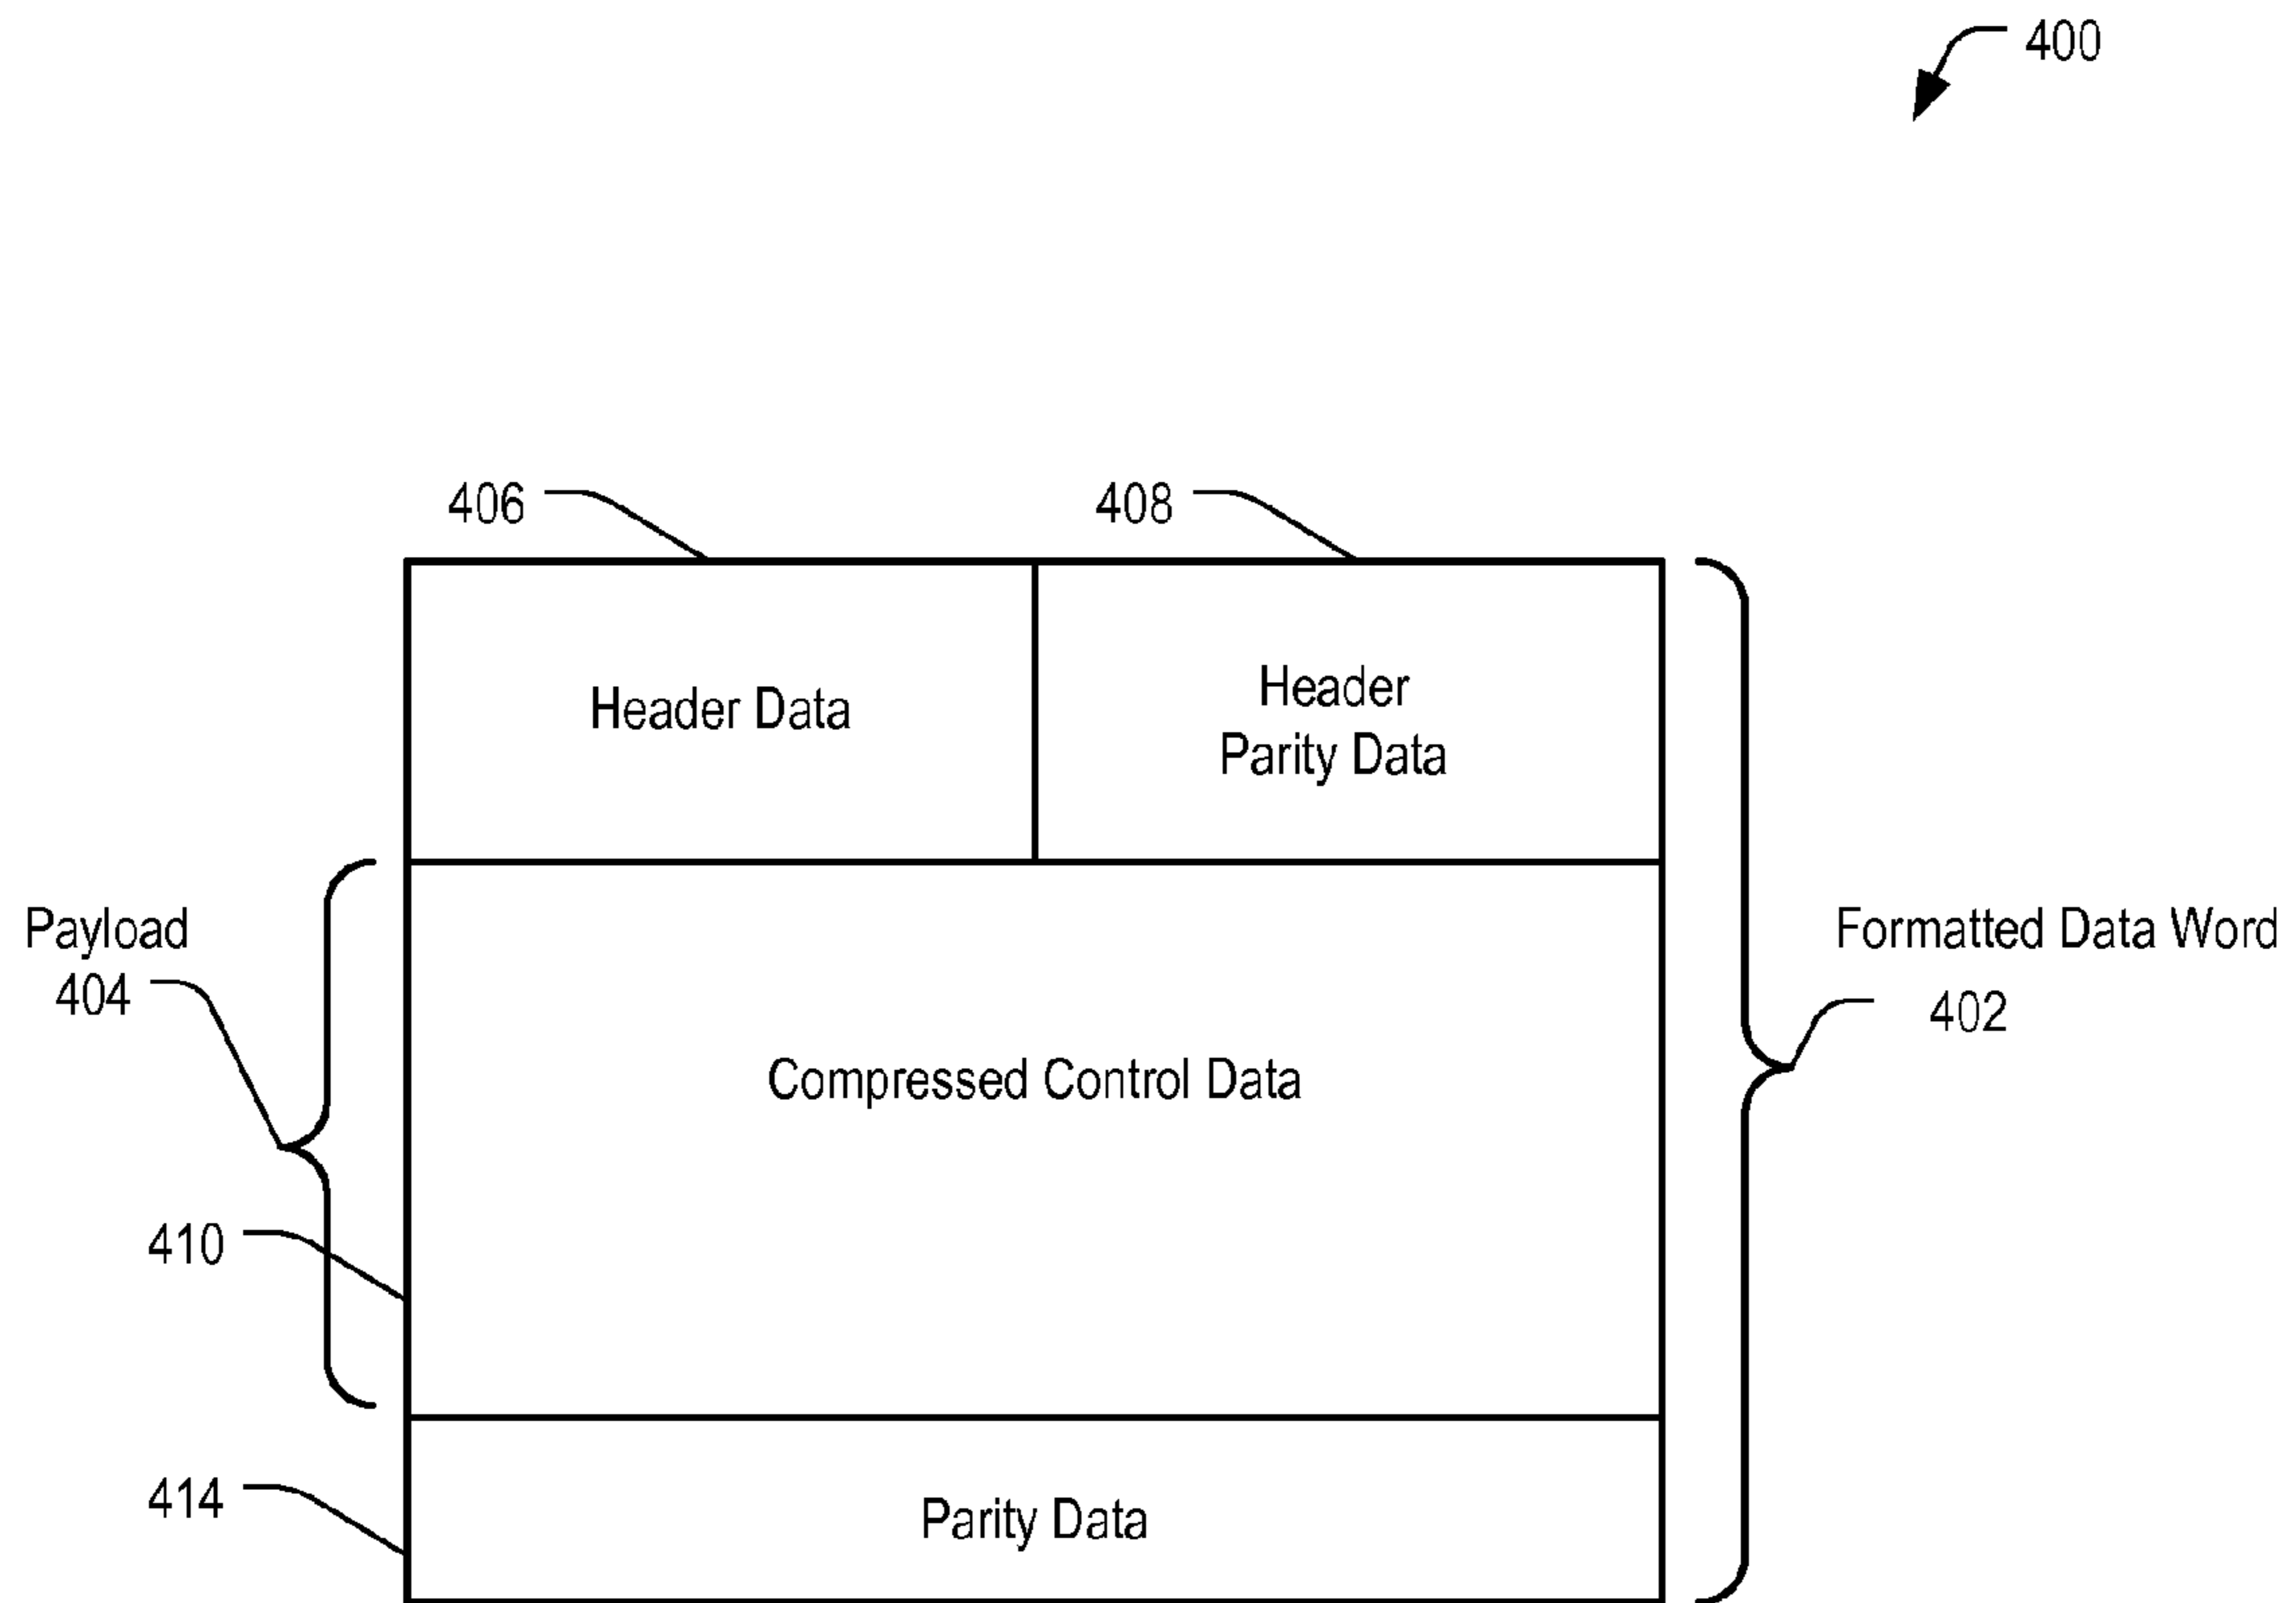 400
406
408
Header Data
Header
Parity Data
Payload
404
Formatted Data Word
402
Compressed Control Data
410
414
Parity Data